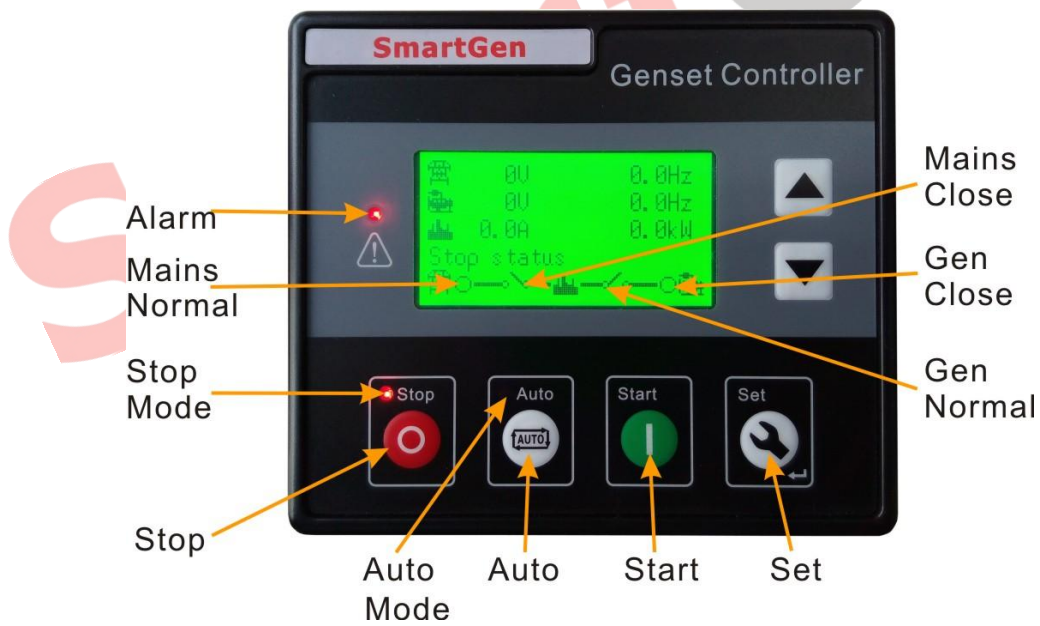 SmartGen
Genset Controller
0V 0.0Hz
0V 0.0Hz
0.0A 0.0kW
Stop status
Alarm
Mains
Normal
Stop
Mode
Stop
Mains
Close
Gen
Close
Gen
Normal
Stop
Auto
Start
Set
AUTO
Auto
Mode
Auto
Start
Set